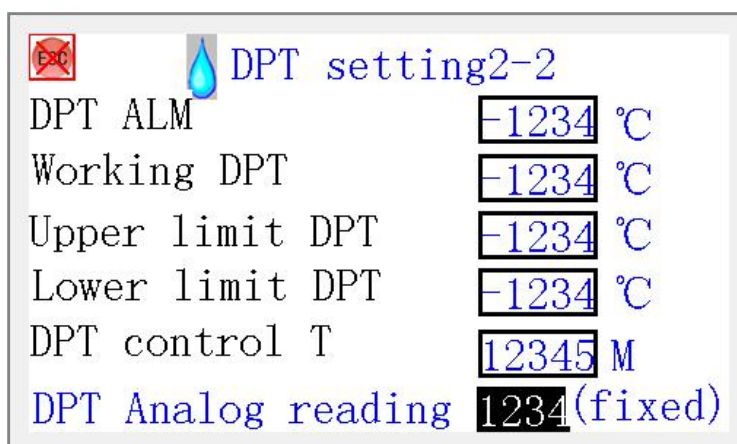 ESC
DPT setting2-2
DPT ALM -1234 ℃
Working DPT -1234 ℃
Upper limit DPT -1234 ℃
Lower limit DPT -1234 ℃
DPT control T 12345 M
DPT Analog reading 1234(fixed)